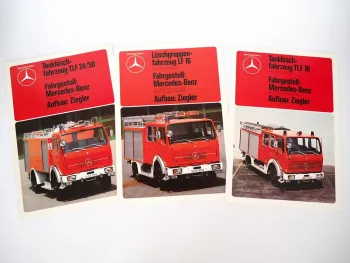 Tanklösch-
fahrzeug TLF 24/50
Fahrgestell:
Mercedes-Benz
Aufbau: Ziegler
Löschgruppen-
fahrzeug LF 16
Fahrgestell:
Mercedes-Benz
Aufbau: Ziegler
Tanklösch-
fahrzeug TLF 16
Fahrgestell:
Mercedes-Benz
Aufbau: Ziegler